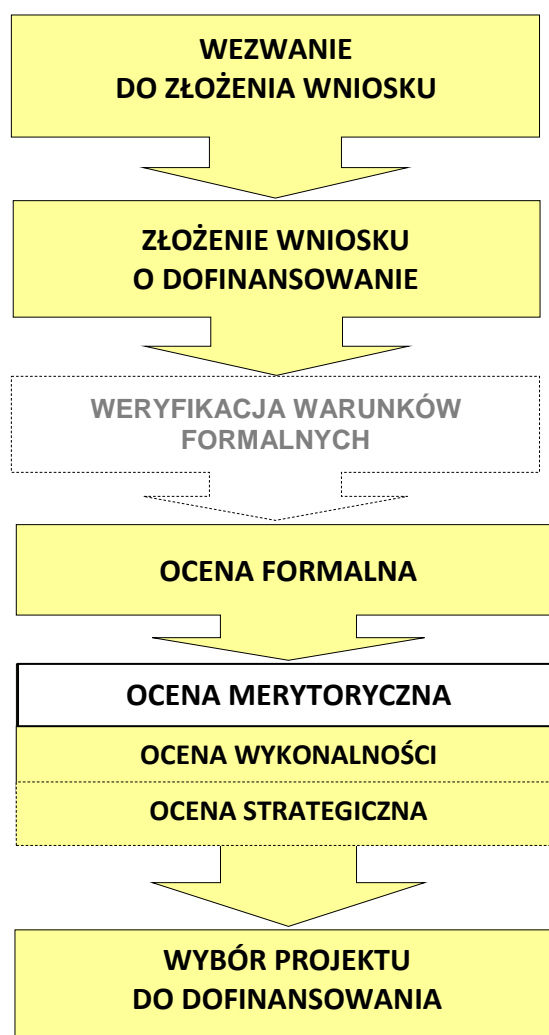 WEZWANIE
DO ZŁOŻENIA WNIOSKU
ZŁOŻENIE WNIOSKU
O DOFINANSOWANIE
WERYFIKACJA WARUNKÓW
FORMALNYCH
OCENA FORMALNA
OCENA MERYTORYCZNA
OCENA WYKONALNOŚCI
OCENA STRATEGICZNA
WYBÓR PROJEKTU
DO DOFINANSOWANIA